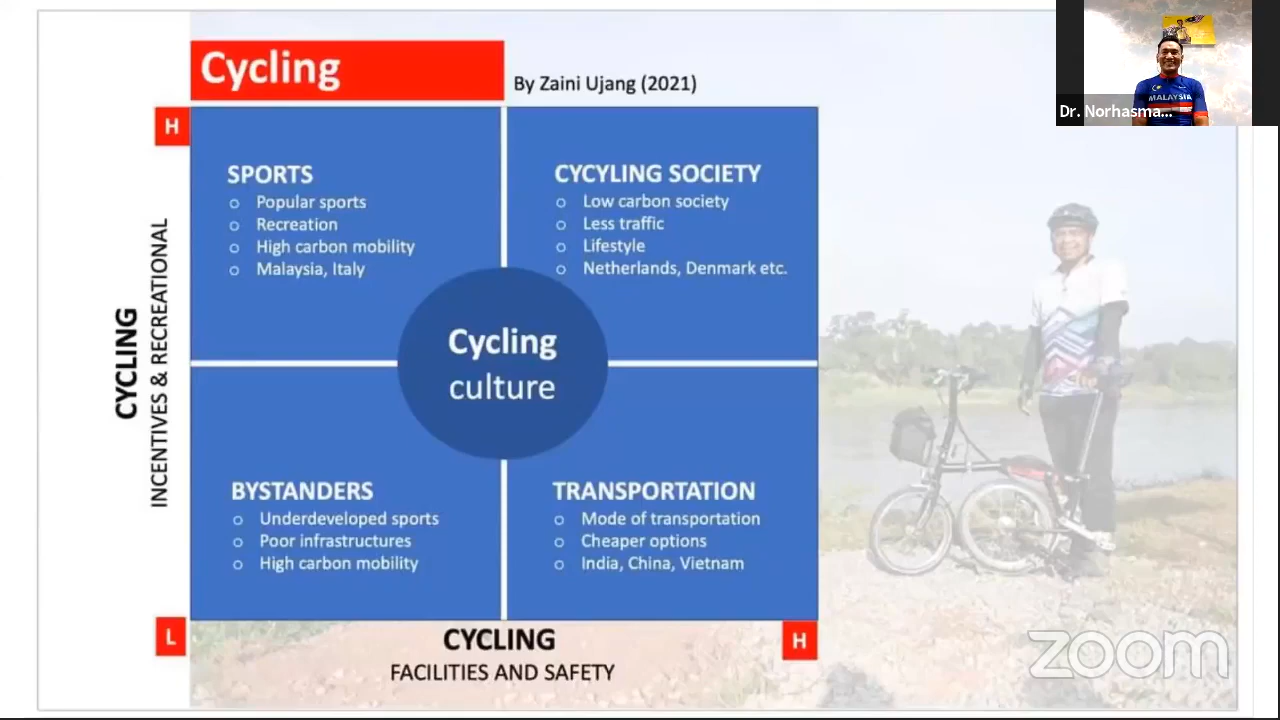 Cycling
By Zaini Ujang (2021)
H
SPORTS
o Popular sports
o Recreation
o High carbon mobility
o Malaysia, Italy
CYCYLING SOCIETY
o Low carbon society
o Less traffic
o Lifestyle
o Netherlands, Denmark etc.
Cycling
culture
CYCLING
INCENTIVES & RECREATIONAL
BYSTANDERS
o Underdeveloped sports
o Poor infrastructures
o High carbon mobility
TRANSPORTATION
o Mode of transportation
o Cheaper options
o India, China, Vietnam
L
CYCLING
FACILITIES AND SAFETY
H
MALAYSIA
Dr. Norhasma...
zoom